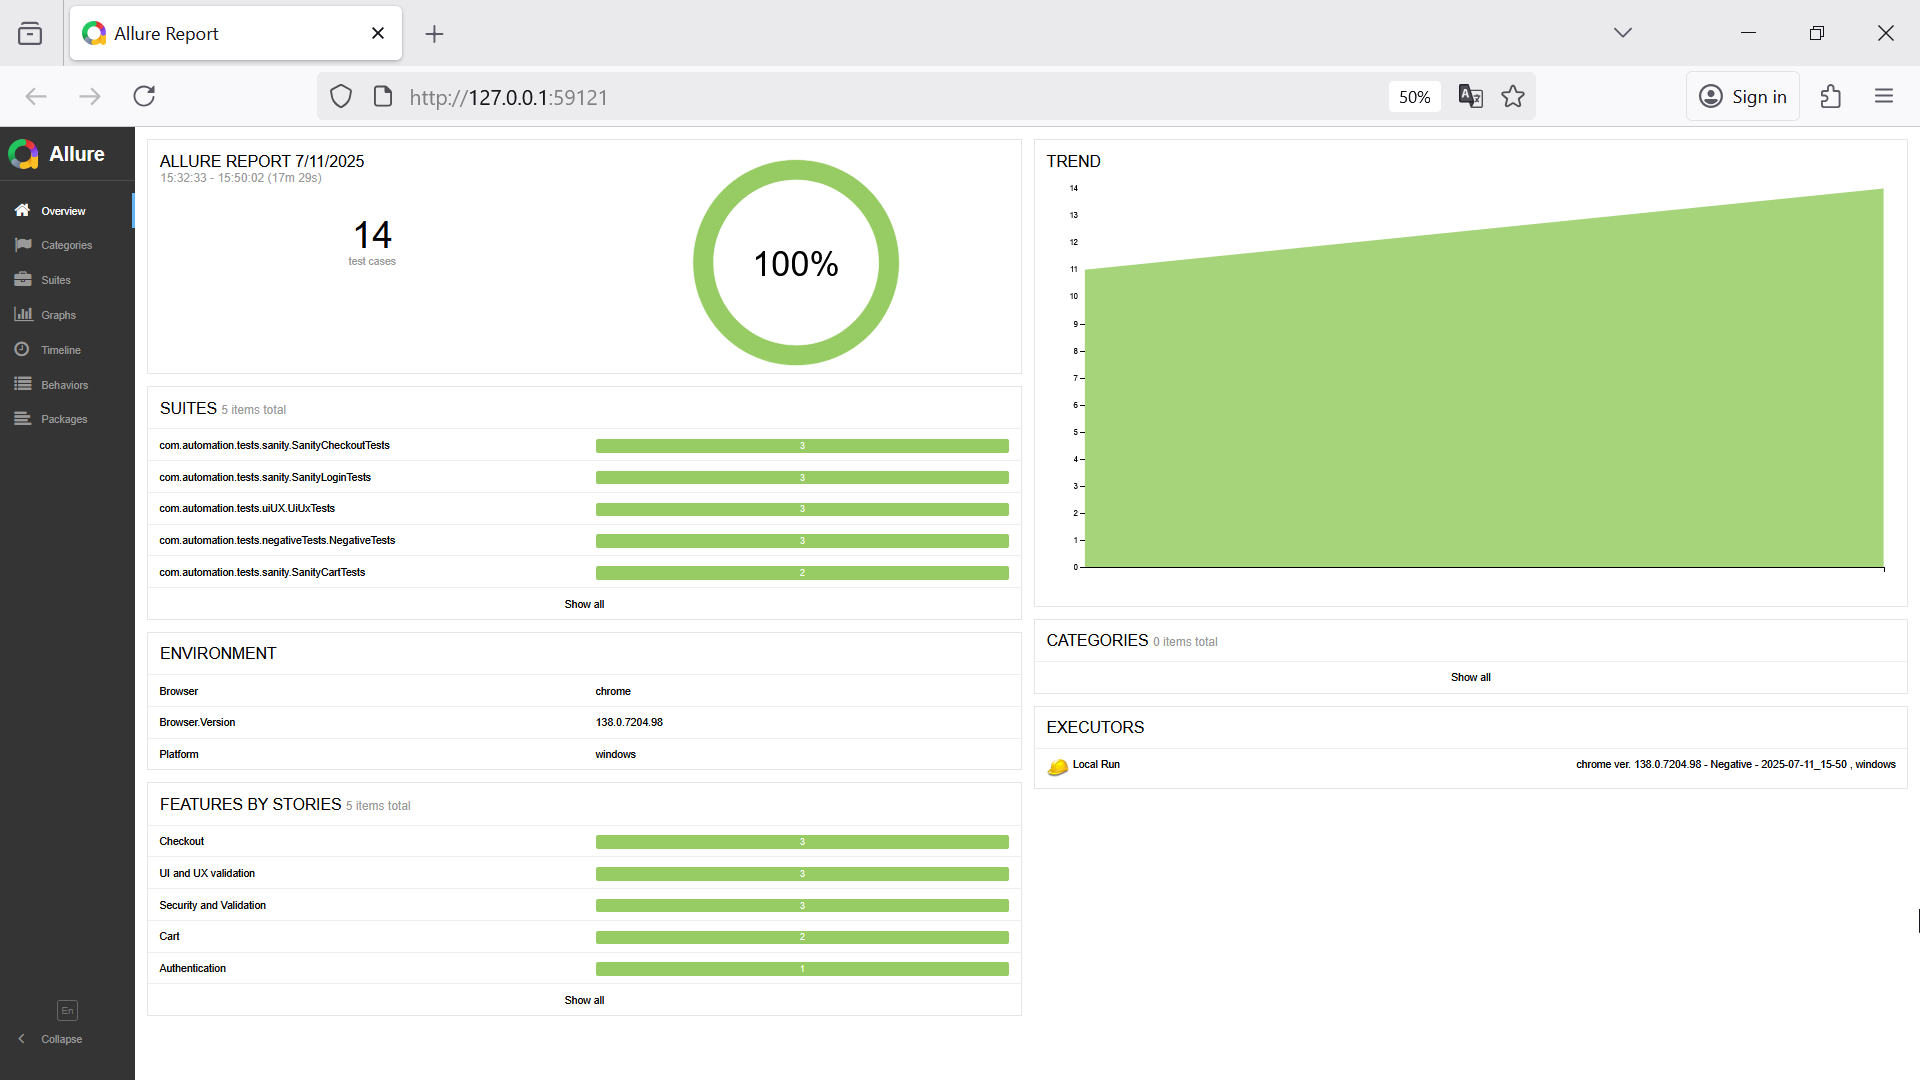 Allure Report
http://127.0.0.1:59121
50%
Sign in
Allure
Overview
Categories
Suites
Graphs
Timeline
Behaviors
Packages
En
Collapse
ALLURE REPORT 7/11/2025
15:32:33 - 15:50:02 (17m 29s)
14
test cases
100%
SUITES 5 items total
com.automation.tests.sanity.SanityCheckoutTests 3
com.automation.tests.sanity.SanityLoginTests 3
com.automation.tests.uiUX.UiUxTests 3
com.automation.tests.negativeTests.NegativeTests 3
com.automation.tests.sanity.SanityCartTests 2
Show all
ENVIRONMENT
Browser chrome
Browser.Version 138.0.7204.98
Platform windows
FEATURES BY STORIES 5 items total
Checkout 3
UI and UX validation 3
Security and Validation 3
Cart 2
Authentication 1
Show all
TREND
14
13
12
11
10
9
8
7
6
5
4
3
2
1
0
CATEGORIES 0 items total
Show all
EXECUTORS
Local Run chrome ver. 138.0.7204.98 - Negative - 2025-07-11_15-50 , windows